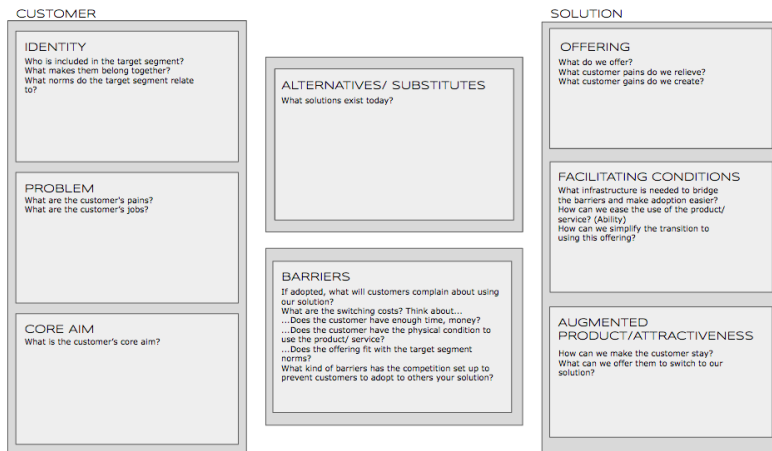 CUSTOMER
IDENTITY
Who is included in the target segment?
What makes them belong together?
What norms do the target segment relate
to?
PROBLEM
What are the customer's pains?
What are the customer's jobs?
CORE AIM
What is the customer's core aim?
ALTERNATIVES/ SUBSTITUTES
What solutions exist today?
BARRIERS
If adopted, what will customers complain about using
our solution?
What are the switching costs? Think about...
...Does the customer have enough time, money?
...Does the customer have the physical condition to
use the product/ service?
...Does the offering fit with the target segment
norms?
What kind of barriers has the competition set up to
prevent customers to adopt to others your solution?
SOLUTION
OFFERING
What do we offer?
What customer pains do we relieve?
What customer gains do we create?
FACILITATING CONDITIONS
What infrastructure is needed to bridge
the barriers and make adoption easier?
How can we ease the use of the product/
service? (Ability)
How can we simplify the transition to
using this offering?
AUGMENTED
PRODUCT/ATTRACTIVENESS
How can we make the customer stay?
What can we offer them to switch to our
solution?